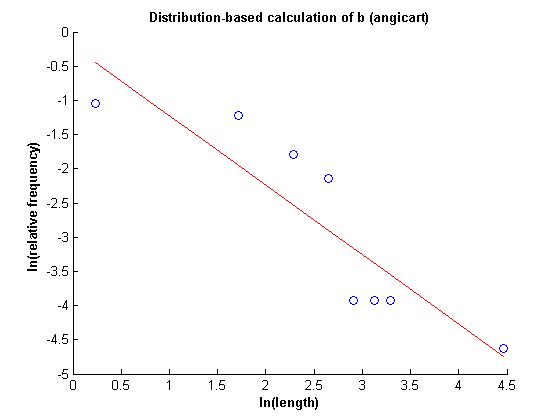 Distribution-based calculation of b (angicart)
0
-0.5
-1
-1.5
-2
-2.5
-3
-3.5
-4
-4.5
-5
ln(relative frequency)
0 0.5 1 1.5 2 2.5 3 3.5 4 4.5
ln(length)